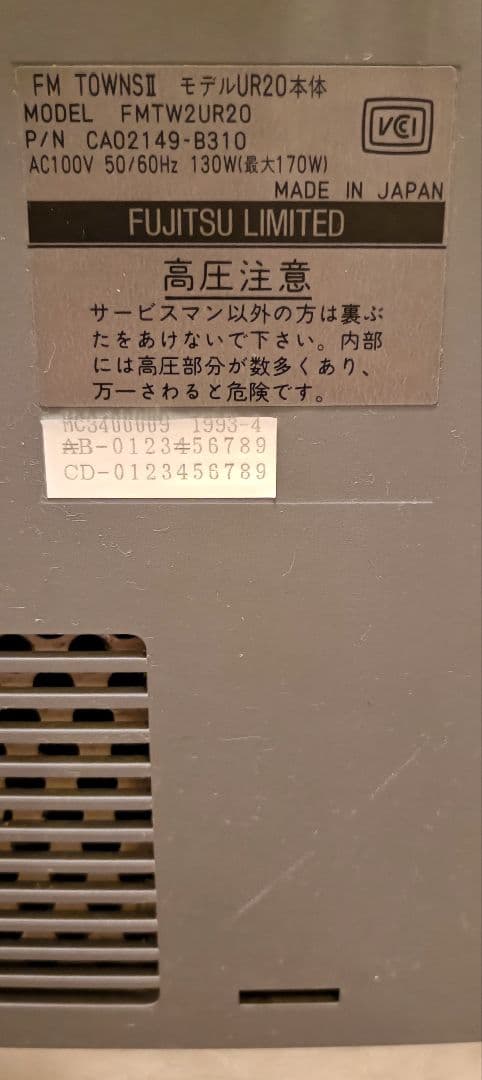 FM TOWNSⅡ モデルUR20本体
MODEL FMTW2UR20
P/N CA02149-B310
VCCI
AC100V 50/60Hz 130W(最大170W)
MADE IN JAPAN
FUJITSU LIMITED
高圧注意
サービスマン以外の方は裏ぶ
たをあけないで下さい。内部
には高圧部分が数多くあり、
万一さわると危険です。
1993-4
AB-0123456789
CD-0123456789